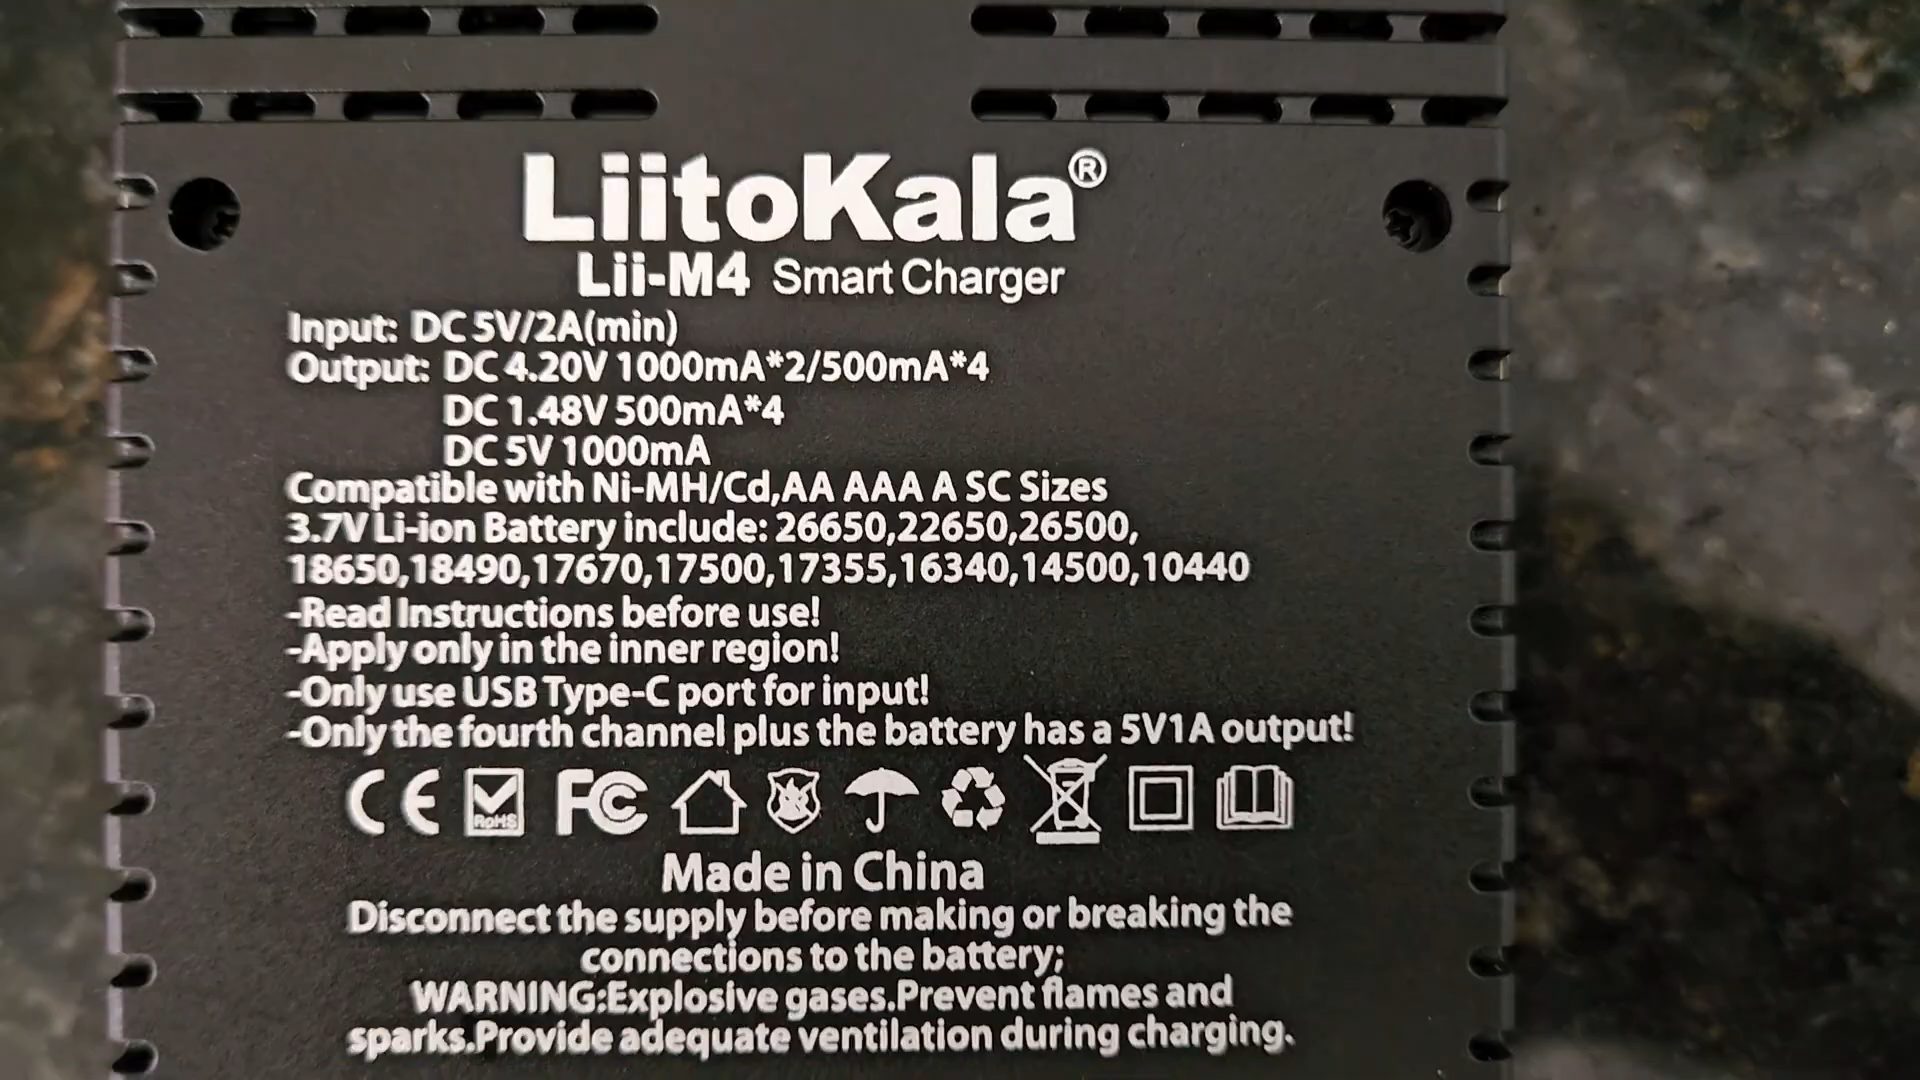 LiitoKala®
Lii-M4 Smart Charger
Input: DC 5V/2A(min)
Output: DC 4.20V 1000mA*2/500mA*4
DC 1.48V 500mA*4
DC 5V 1000mA
Compatible with Ni-MH/Cd,AA AAA A SC Sizes
3.7V Li-ion Battery include: 26650,22650,26500,
18650,18490,17670,17500,17355,16340,14500,10440
-Read Instructions before use!
-Apply only in the inner region!
-Only use USB Type-C port for input!
-Only the fourth channel plus the battery has a 5V1A output!
CE RoHS FC
Made in China
Disconnect the supply before making or breaking the
connections to the battery;
WARNING:Explosive gases.Prevent flames and
sparks.Provide adequate ventilation during charging.